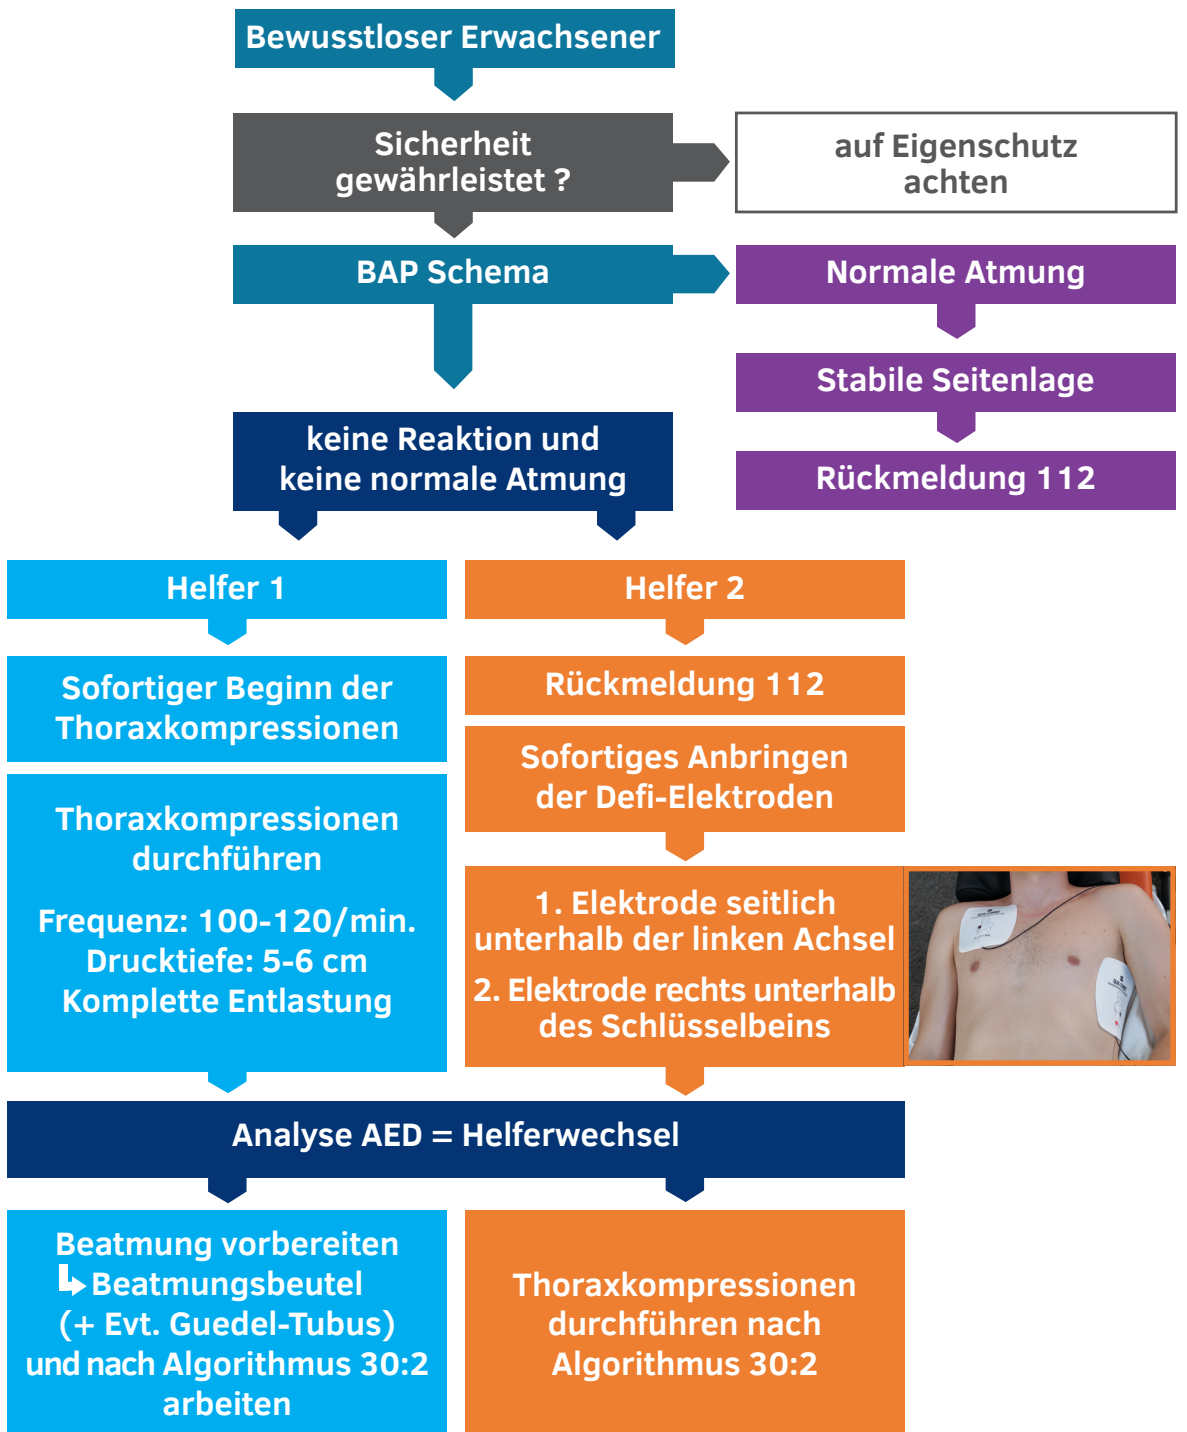 Bewusstloser Erwachsener
Sicherheit
gewährleistet ?
auf Eigenschutz
achten
BAP Schema
Normale Atmung
Stabile Seitenlage
Rückmeldung 112
keine Reaktion und
keine normale Atmung
Helfer 1
Sofortiger Beginn der
Thoraxkompressionen
Thoraxkompressionen
durchführen
Frequenz: 100-120/min.
Drucktiefe: 5-6 cm
Komplette Entlastung
Helfer 2
Rückmeldung 112
Sofortiges Anbringen
der Defi-Elektroden
1. Elektrode seitlich
unterhalb der linken Achsel
2. Elektrode rechts unterhalb
des Schlüsselbeins
Analyse AED = Helferwechsel
Beatmung vorbereiten
Beatmungsbeutel
(+ Evt. Guedel-Tubus)
und nach Algorithmus 30:2
arbeiten
Thoraxkompressionen
durchführen nach
Algorithmus 30:2